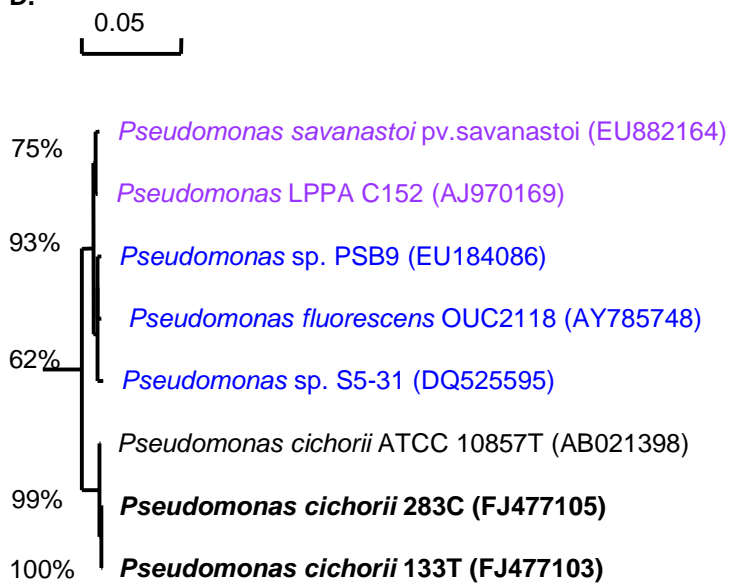 D.
0.05
75%
Pseudomonas savanastoi pv.savanastoi (EU882164)
Pseudomonas LPPA C152 (AJ970169)
93%
Pseudomonas sp. PSB9 (EU184086)
Pseudomonas fluorescens OUC2118 (AY785748)
62%
Pseudomonas sp. S5-31 (DQ525595)
Pseudomonas cichorii ATCC 10857T (AB021398)
99%
Pseudomonas cichorii 283C (FJ477105)
100%
Pseudomonas cichorii 133T (FJ477103)